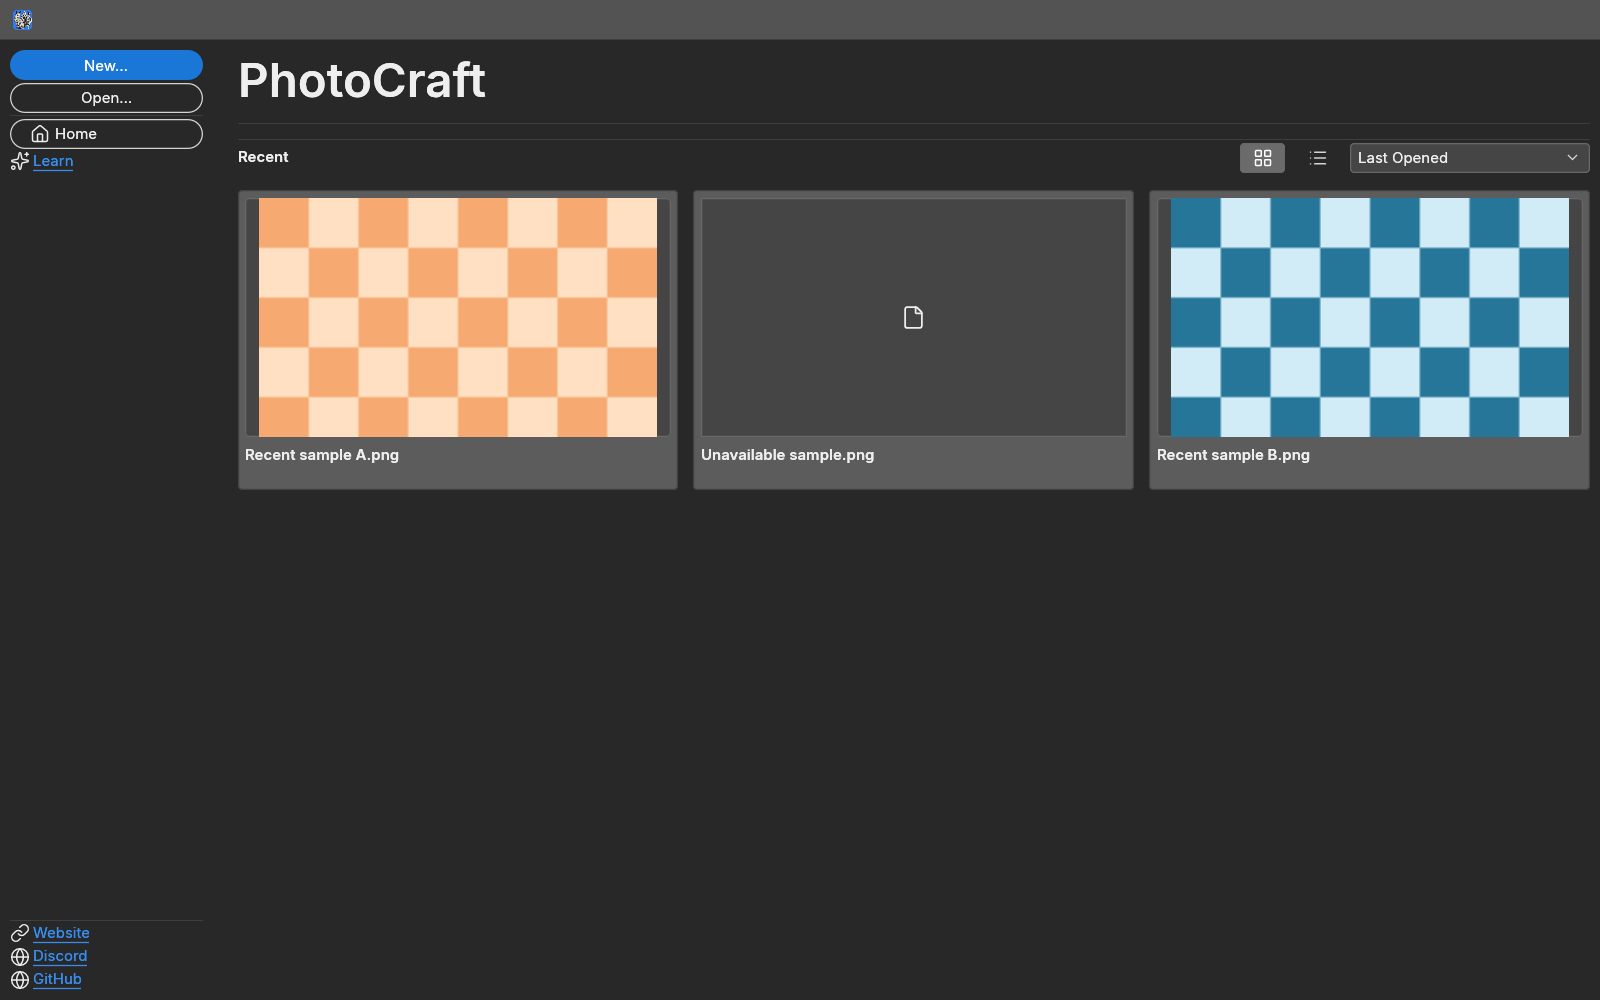 New...
Open...
Home
Learn
PhotoCraft
Recent
Last Opened
Recent sample A.png
Unavailable sample.png
Recent sample B.png
Website
Discord
GitHub